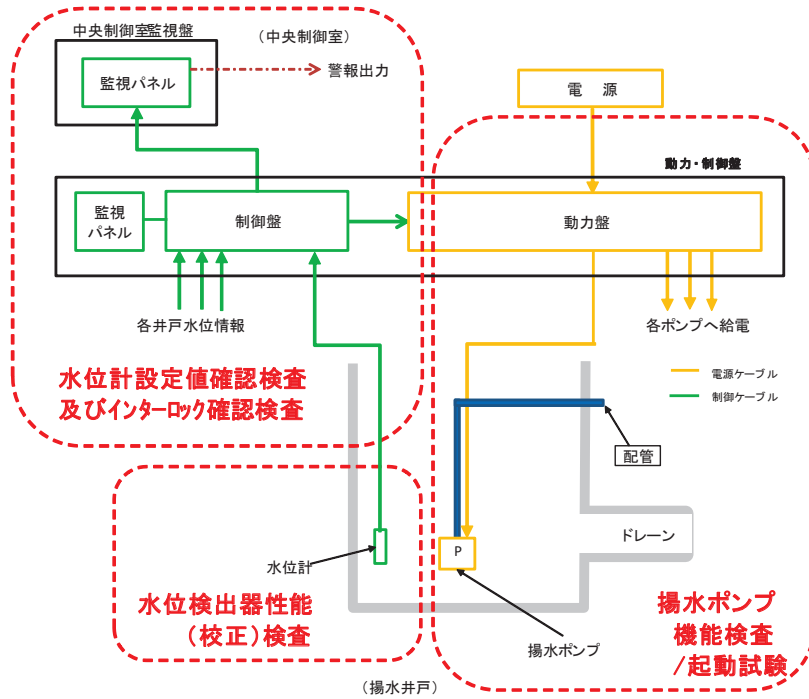 中央制御室監視盤
（中央制御室）
監視パネル
警報出力
電　源
動力・制御盤
監視
パネル
制御盤
動力盤
各井戸水位情報
各ポンプへ給電
水位計設定値確認検査
及びインターロック確認検査
電源ケーブル
制御ケーブル
配管
水位計
P
ドレーン
水位検出器性能
（校正）検査
揚水ポンプ
揚水ポンプ
機能検査
/起動試験
（揚水井戸）